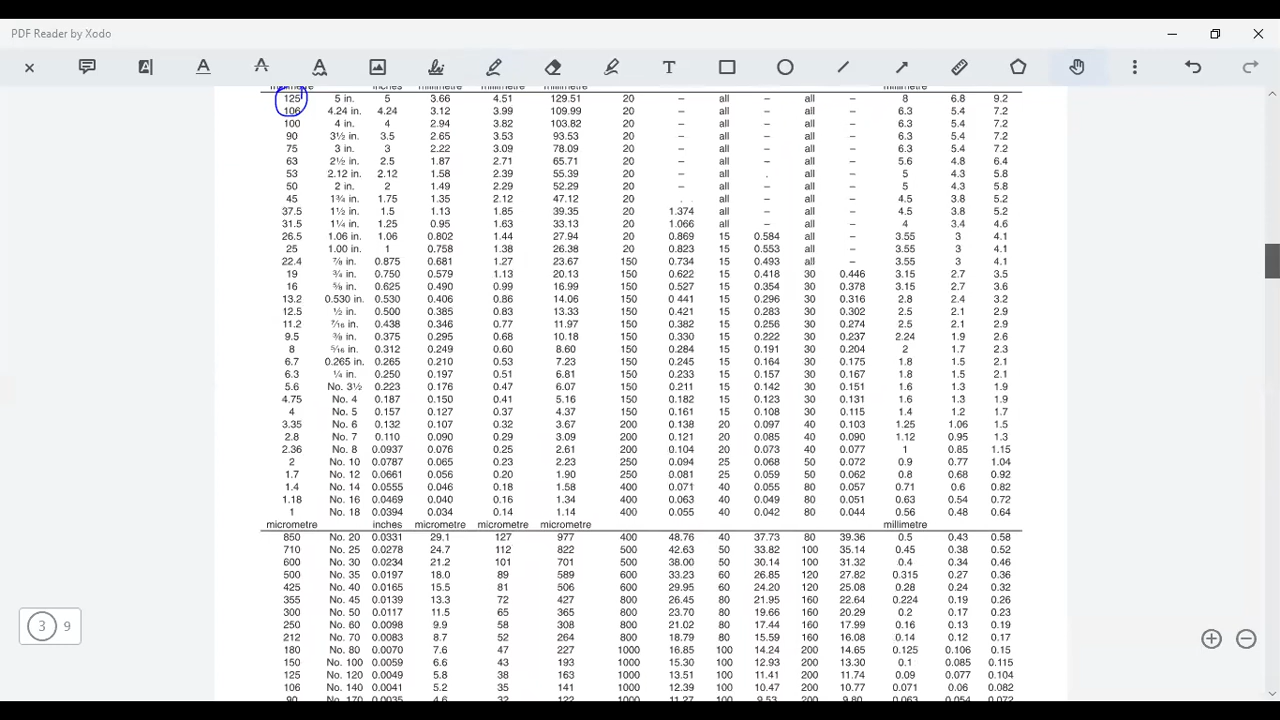 PDF Reader by Xodo
millimetre inches millimetre millimetre millimetre millimetre
125 5 in. 5 3.66 4.51 129.51 20 – all – all – 8 6.8 9.2
106 4.24 in. 4.24 3.12 3.99 109.99 20 – all – all – 6.3 5.4 7.2
100 4 in. 4 2.94 3.82 103.82 20 – all – all – 6.3 5.4 7.2
90 3½ in. 3.5 2.65 3.53 93.53 20 – all – all – 6.3 5.4 7.2
75 3 in. 3 2.22 3.09 78.09 20 – all – all – 6.3 5.4 7.2
63 2½ in. 2.5 1.87 2.71 65.71 20 – all – all – 5.6 4.8 6.4
53 2.12 in. 2.12 1.58 2.39 55.39 20 – all – all – 5 4.3 5.8
50 2 in. 2 1.49 2.29 52.29 20 – all – all – 5 4.3 5.8
45 1¾ in. 1.75 1.35 2.12 47.12 20 all – all – 4.5 3.8 5.2
37.5 1½ in. 1.5 1.13 1.85 39.35 20 1.374 all – all – 4.5 3.8 5.2
31.5 1¼ in. 1.25 0.95 1.63 33.13 20 1.066 all – all – 4 3.4 4.6
26.5 1.06 in. 1.06 0.802 1.44 27.94 20 0.869 15 0.584 all – 3.55 3 4.1
25 1.00 in. 1 0.758 1.38 26.38 20 0.823 15 0.553 all – 3.55 3 4.1
22.4 ⅞ in. 0.875 0.681 1.27 23.67 150 0.734 15 0.493 all – 3.55 3 4.1
19 ¾ in. 0.750 0.579 1.13 20.13 150 0.622 15 0.418 30 0.446 3.15 2.7 3.5
16 ⅝ in. 0.625 0.490 0.99 16.99 150 0.527 15 0.354 30 0.378 3.15 2.7 3.6
13.2 0.530 in. 0.530 0.406 0.86 14.06 150 0 441 15 0.296 30 0.316 2.8 2.4 3.2
12.5 ½ in. 0.500 0.385 0.83 13.33 150 0.421 15 0.283 30 0.302 2.5 2.1 2.9
11.2 7/16 in. 0.438 0.346 0.77 11.97 150 0.382 15 0.256 30 0.274 2.5 2.1 2.9
9.5 ⅜ in. 0.375 0.295 0.68 10.18 150 0.330 15 0.222 30 0.237 2.24 1.9 2.6
8 5/16 in. 0.312 0.249 0.60 8.60 150 0.284 15 0.191 30 0.204 2 1.7 2.3
6.7 0.265 in. 0.265 0.210 0.53 7.23 150 0.245 15 0.164 30 0.175 1.8 1.5 2.1
6.3 ¼ in. 0.250 0.197 0.51 6.81 150 0.233 15 0.157 30 0.167 1.8 1.5 2.1
5.6 No. 3½ 0.223 0.176 0.47 6.07 150 0.211 15 0.142 30 0.151 1.6 1.3 1.9
4.75 No. 4 0.187 0.150 0.41 5.16 150 0.182 15 0.123 30 0.131 1.6 1.3 1.9
4 No. 5 0.157 0.127 0.37 4.37 150 0.161 15 0.108 30 0.115 1.4 1.2 1.7
3.35 No. 6 0.132 0.107 0.32 3.67 200 0.138 20 0.097 40 0.103 1.25 1.06 1.5
2.8 No. 7 0.110 0.090 0.29 3.09 200 0.121 20 0.085 40 0.090 1.12 0.95 1.3
2.36 No. 8 0.0937 0.076 0.25 2.61 200 0.104 20 0.073 40 0.077 1 0.85 1.15
2 No. 10 0.0787 0.065 0.23 2.23 250 0.094 25 0.068 50 0.072 0.9 0.77 1.04
1.7 No. 12 0.0661 0.056 0.20 1.90 250 0.081 25 0.059 50 0.062 0.8 0.68 0.92
1.4 No. 14 0.0555 0.046 0.18 1.58 400 0.071 40 0.055 80 0.057 0.71 0.6 0.82
1.18 No. 16 0.0469 0.040 0.16 1.34 400 0.063 40 0.049 80 0.051 0.63 0.54 0.72
1 No. 18 0.0394 0.034 0.14 1.14 400 0.055 40 0.042 80 0.044 0.56 0.48 0.64
micrometre inches micrometre micrometre micrometre millimetre
850 No. 20 0.0331 29.1 127 977 400 48.76 40 37.73 80 39.36 0.5 0.43 0.58
710 No. 25 0.0278 24.7 112 822 500 42.63 50 33.82 100 35.14 0.45 0.38 0.52
600 No. 30 0.0234 21.2 101 701 500 38.00 50 30.14 100 31.32 0.4 0.34 0.46
500 No. 35 0.0197 18.0 89 589 600 33.23 60 26.85 120 27.82 0.315 0.27 0.36
425 No. 40 0.0165 15.5 81 506 600 29.95 60 24.20 120 25.08 0.28 0.24 0.32
355 No. 45 0.0139 13.3 72 427 800 26.45 80 21.95 160 22.64 0.224 0.19 0.26
300 No. 50 0.0117 11.5 65 365 800 23.70 80 19.66 160 20.29 0.2 0.17 0.23
250 No. 60 0.0098 9.9 58 308 800 21.02 80 17.44 160 17.99 0.16 0.13 0.19
212 No. 70 0.0083 8.7 52 264 800 18.79 80 15.59 160 16.08 0.14 0.12 0.17
180 No. 80 0.0070 7.6 47 227 1000 16.85 100 14.24 200 14.65 0.125 0.106 0.15
150 No. 100 0.0059 6.6 43 193 1000 15.30 100 12.93 200 13.30 0.1 0.085 0.115
125 No. 120 0.0049 5.8 38 163 1000 13.51 100 11.41 200 11.74 0.09 0.077 0.104
106 No. 140 0.0041 5.2 35 141 1000 12.39 100 10.47 200 10.77 0.071 0.06 0.082
90 No. 170 0.0035 4.6 32 122 1000 11.27 100 9.53 200 9.80 0.063 0.054 0.072
3 9